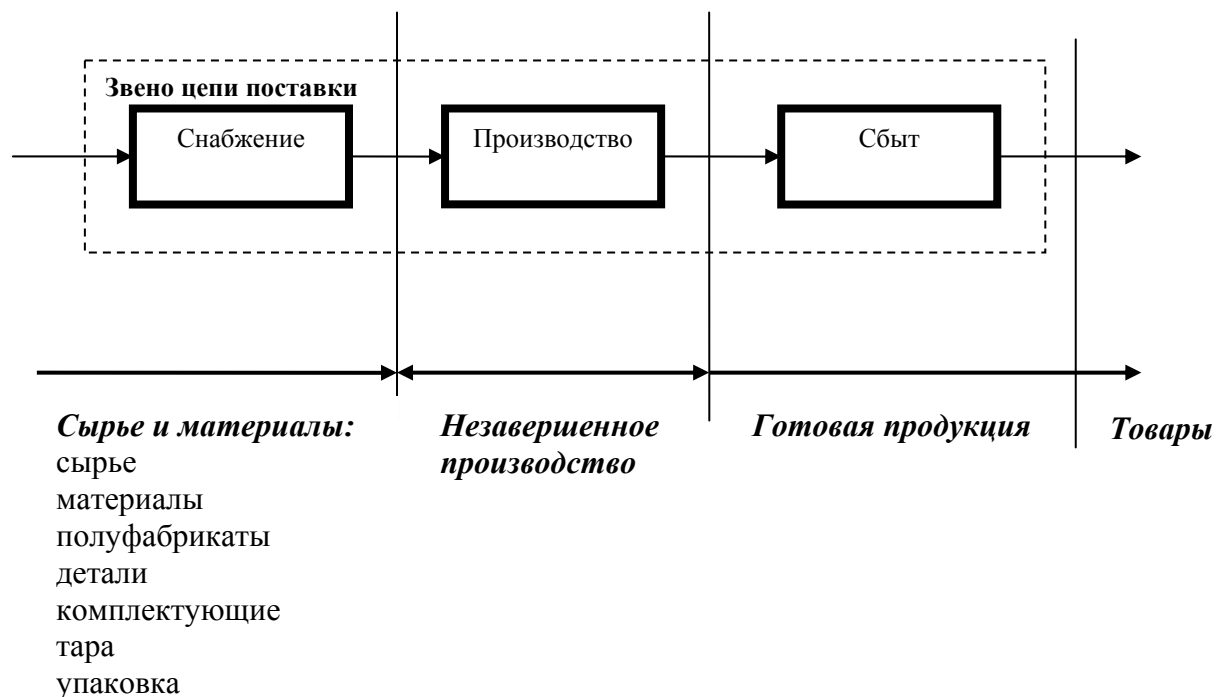 Звено цепи поставки
Снабжение
Производство
Сбыт
Сырье и материалы:
сырье
материалы
полуфабрикаты
детали
комплектующие
тара
упаковка
Незавершенное
производство
Готовая продукция
Товары